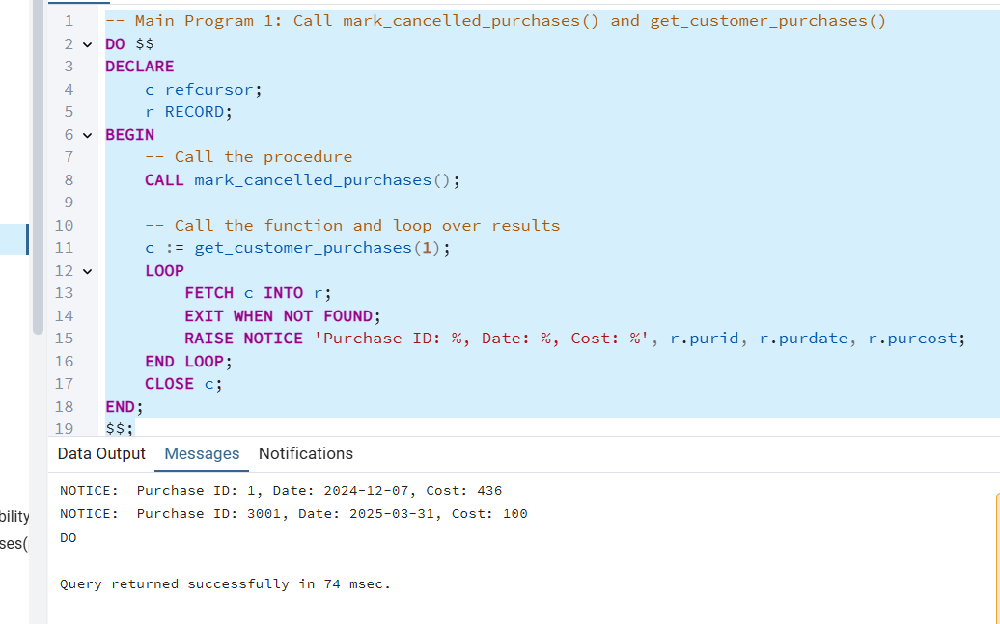 1 -- Main Program 1: Call mark_cancelled_purchases() and get_customer_purchases()
2 DO $$
3 DECLARE
4 c refcursor;
5 r RECORD;
6 BEGIN
7 -- Call the procedure
8 CALL mark_cancelled_purchases();
9
10 -- Call the function and loop over results
11 c := get_customer_purchases(1);
12 LOOP
13 FETCH c INTO r;
14 EXIT WHEN NOT FOUND;
15 RAISE NOTICE 'Purchase ID: %, Date: %, Cost: %', r.purid, r.purdate, r.purcost;
16 END LOOP;
17 CLOSE c;
18 END;
19 $$;
Data Output Messages Notifications
NOTICE: Purchase ID: 1, Date: 2024-12-07, Cost: 436
NOTICE: Purchase ID: 3001, Date: 2025-03-31, Cost: 100
DO
Query returned successfully in 74 msec.
bility
ses(